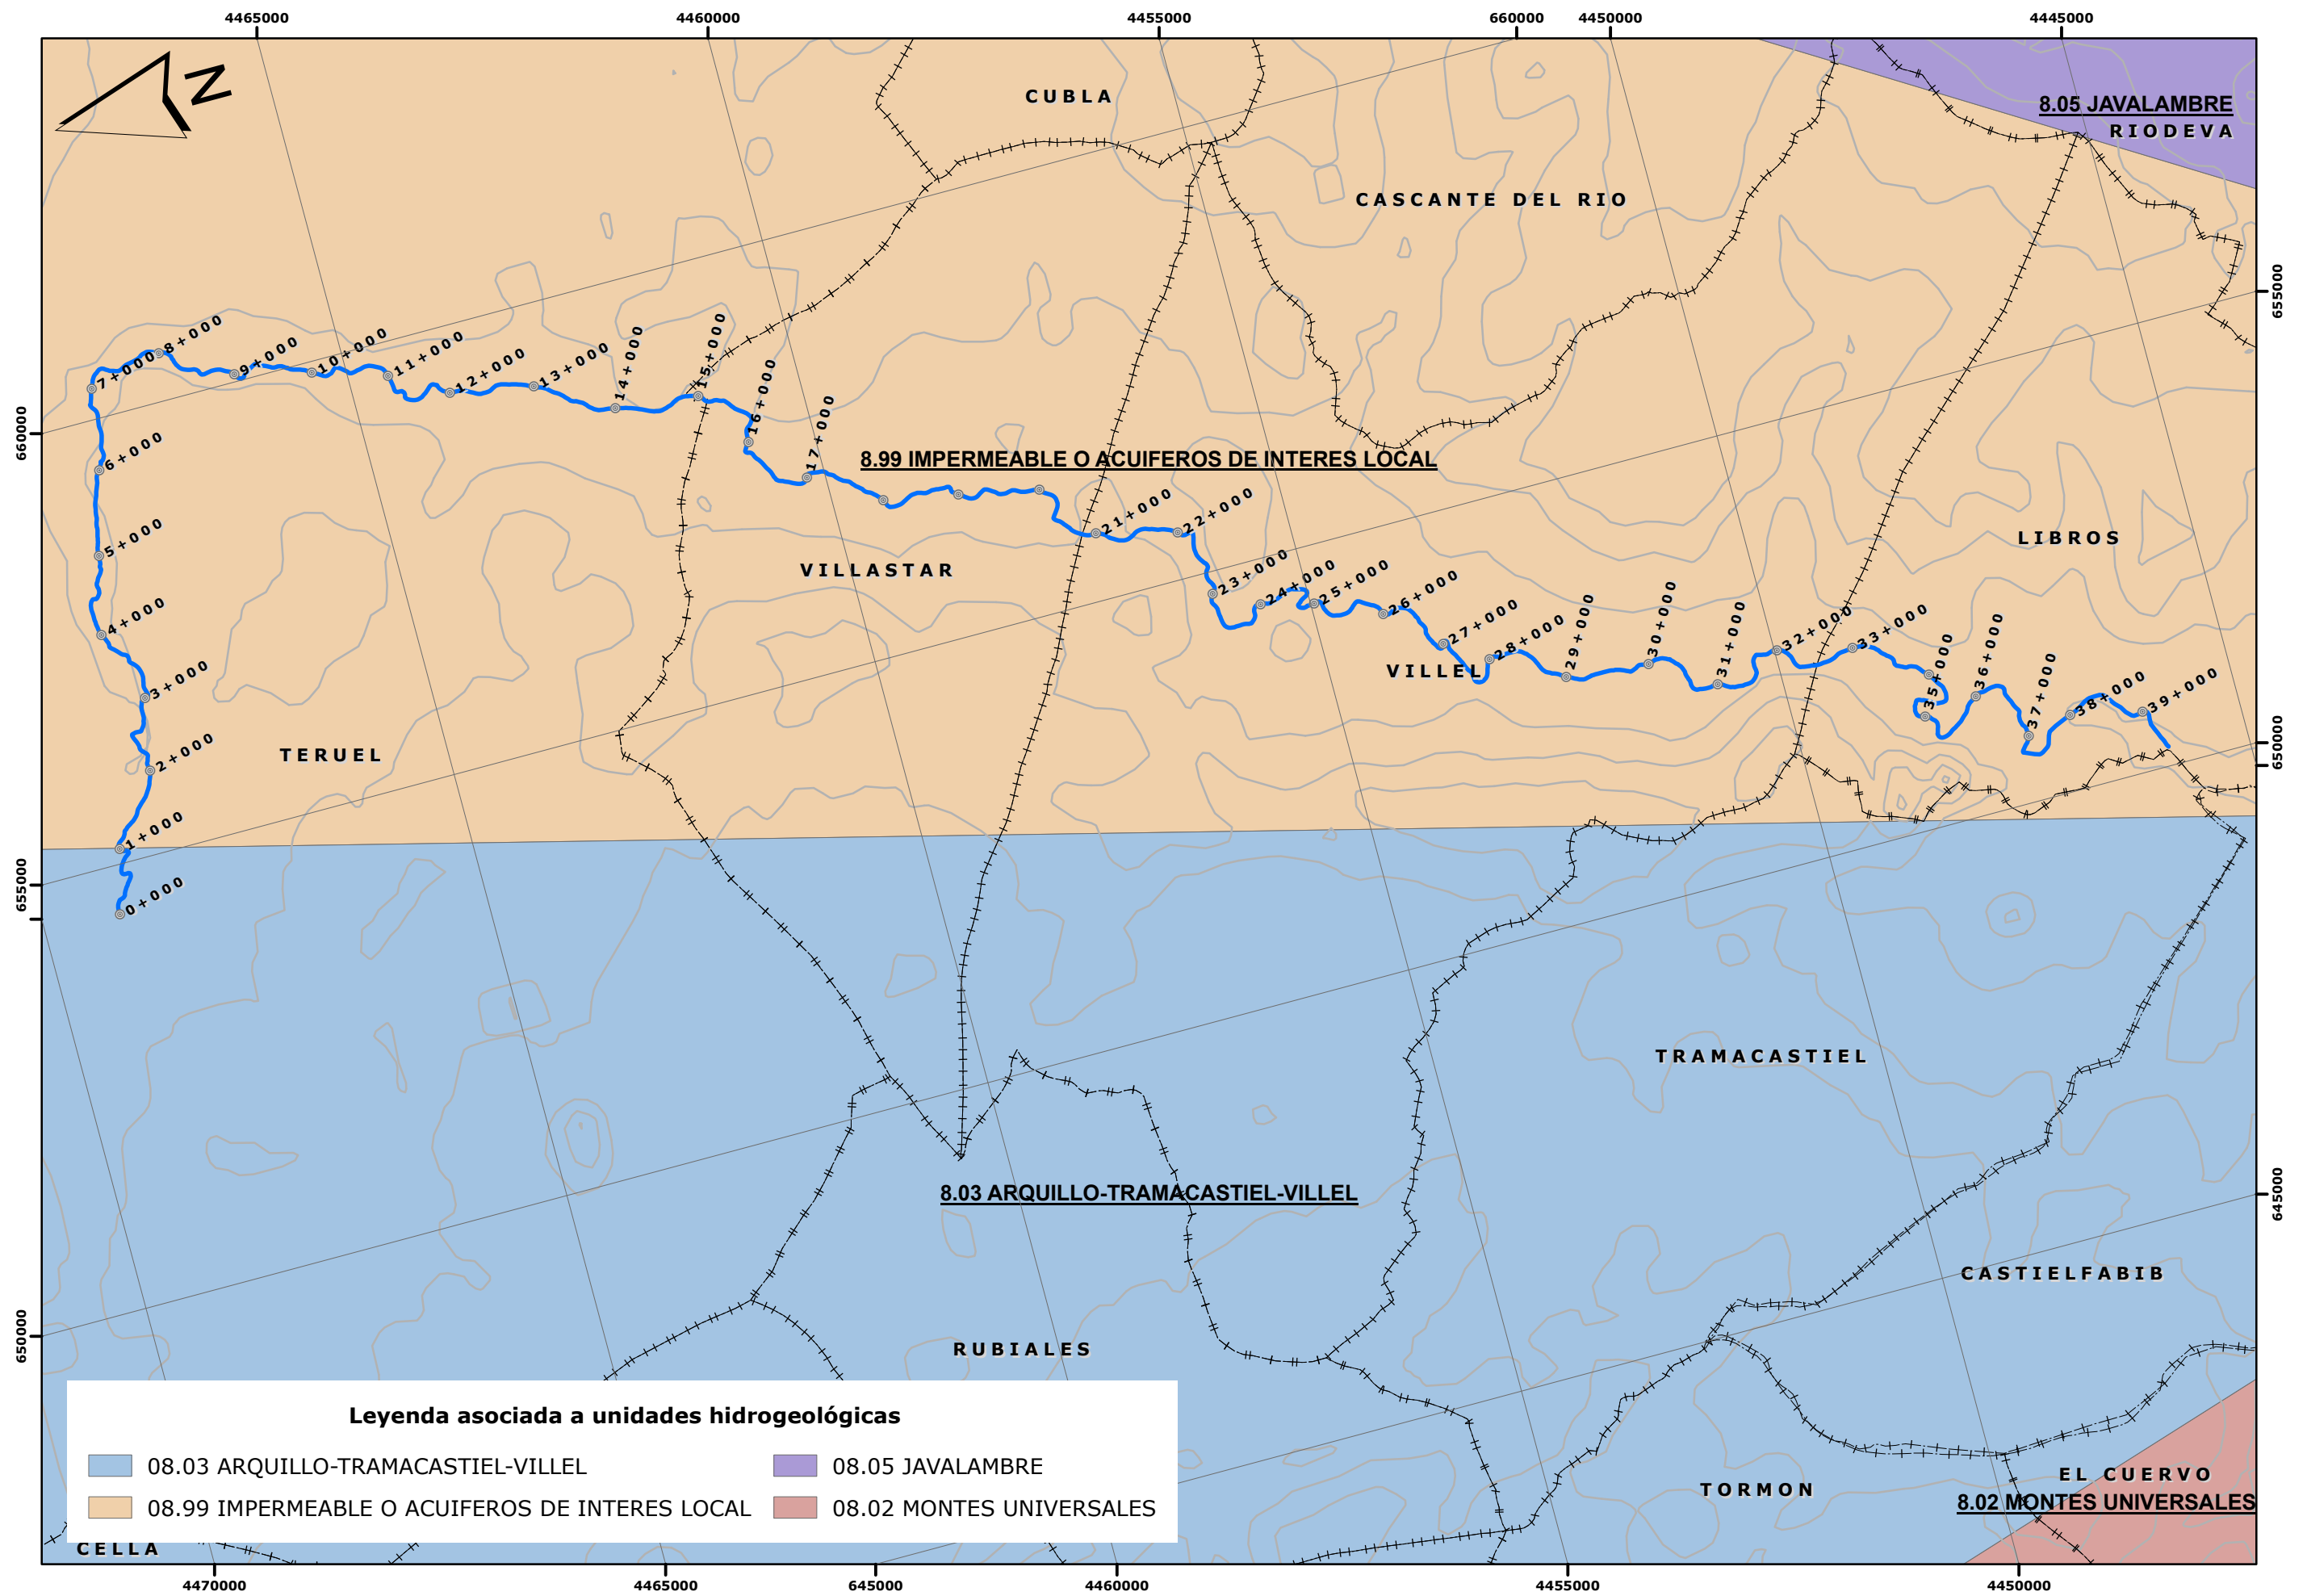 4465000
4460000
4455000
660000
4450000
4445000
N
CUBLA
8.05 JAVALAMBRE
RIODEVA
CASCANTE DEL RIO
655000
660000
7+000
8+000
9+000
10+000
11+000
12+000
13+000
14+000
15+000
16+000
17+000
6+000
8.99 IMPERMEABLE O ACUIFEROS DE INTERES LOCAL
5+000
21+000
22+000
LIBROS
VILLASTAR
23+000
24+000
25+000
26+000
27+000
28+000
29+000
30+000
31+000
32+000
33+000
4+000
3+000
VILLEL
35+000
36+000
37+000
38+000
39+000
2+000
TERUEL
650000
1+000
655000
0+000
TRAMACASTIEL
8.03 ARQUILLO-TRAMACASTIEL-VILLEL
645000
CASTIELFABIB
650000
RUBIALES
Leyenda asociada a unidades hidrogeológicas
08.03 ARQUILLO-TRAMACASTIEL-VILLEL
08.05 JAVALAMBRE
08.99 IMPERMEABLE O ACUIFEROS DE INTERES LOCAL
08.02 MONTES UNIVERSALES
EL CUERVO
TORMON
8.02 MONTES UNIVERSALES
CELLA
4470000
4465000
645000
4460000
4455000
4450000